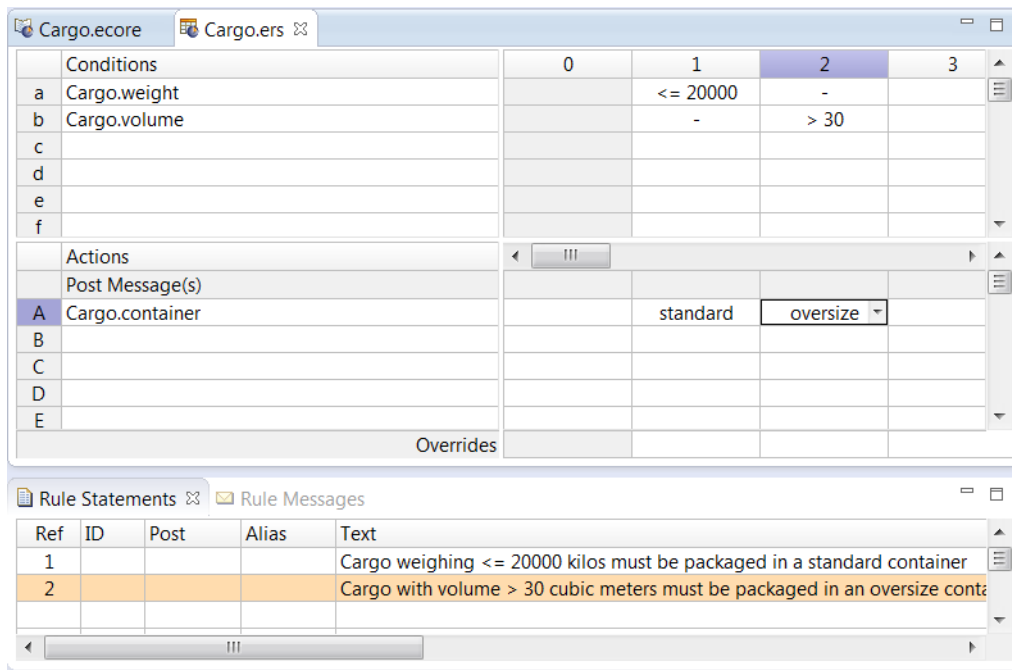 Cargo.ecore Cargo.ers
Conditions 0 1 2 3
a Cargo.weight <= 20000 -
b Cargo.volume - > 30
c
d
e
f
Actions
Post Message(s)
A Cargo.container standard oversize
B
C
D
E
Overrides
Rule Statements Rule Messages
Ref ID Post Alias Text
1 Cargo weighing <= 20000 kilos must be packaged in a standard container
2 Cargo with volume > 30 cubic meters must be packaged in an oversize